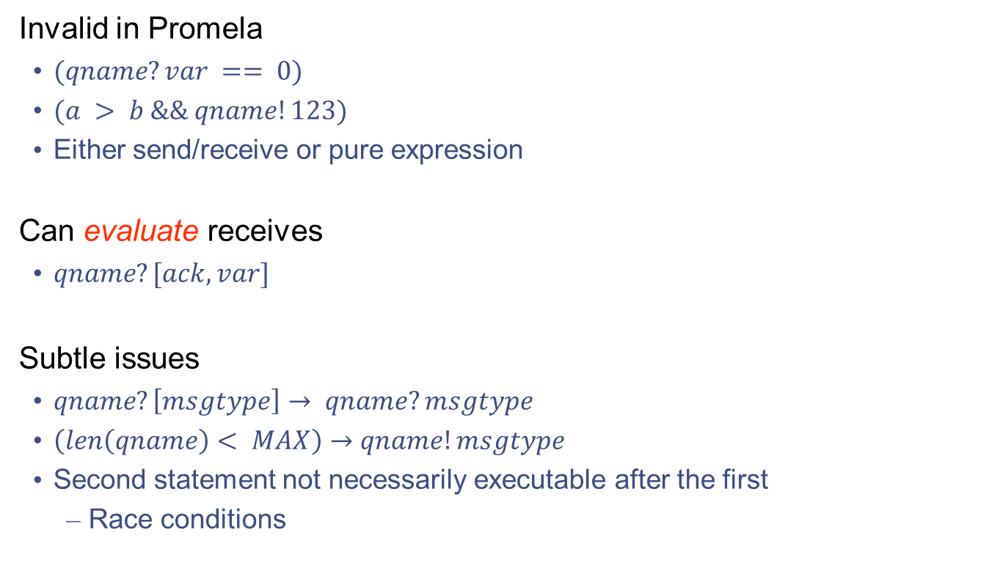 Invalid in Promela
• (qname? var == 0)
• (a > b && qname! 123)
• Either send/receive or pure expression
Can evaluate receives
• qname? [ack, var]
Subtle issues
• qname? [msgtype] → qname? msgtype
• (len(qname) < MAX) → qname! msgtype
• Second statement not necessarily executable after the first
– Race conditions